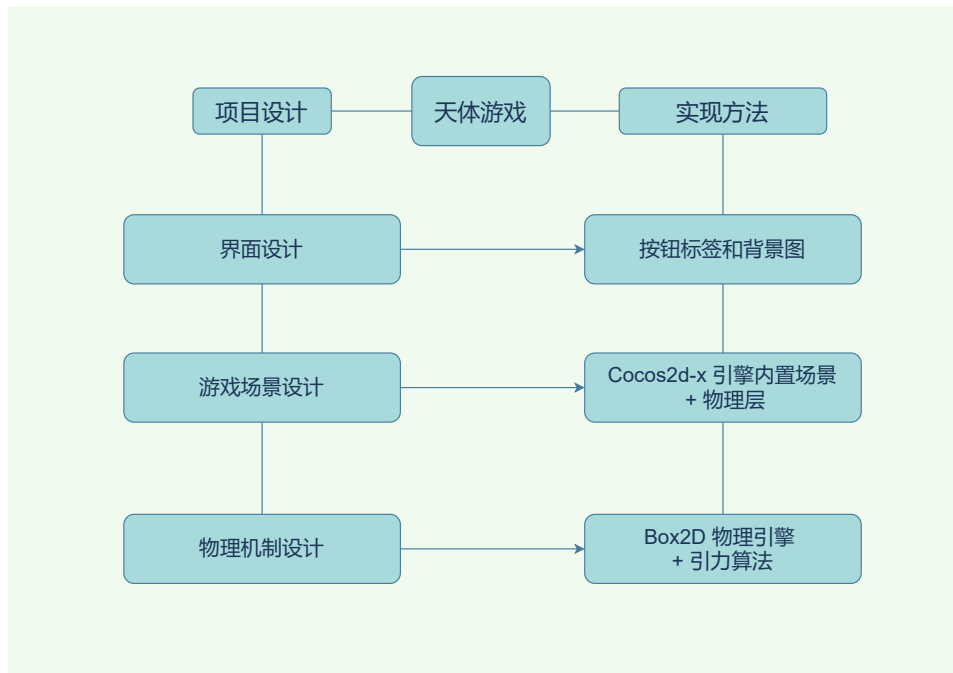 项目设计
天体游戏
实现方法
界面设计
按钮标签和背景图
游戏场景设计
Cocos2d-x 引擎内置场景
+ 物理层
物理机制设计
Box2D 物理引擎
+ 引力算法